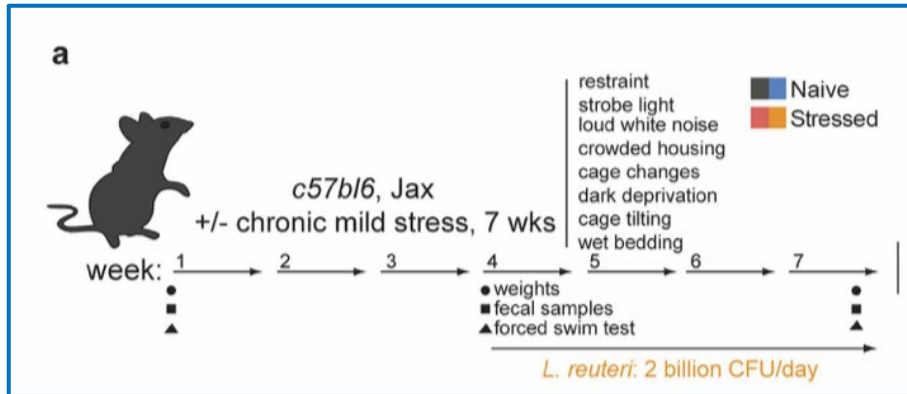 a
restraint
strobe light
loud white noise
crowded housing
cage changes
dark deprivation
cage tilting
wet bedding
Naive
Stressed
c57bl6, Jax
+/- chronic mild stress, 7 wks
week: 1 2 3 4 5 6 7
weights
fecal samples
forced swim test
L. reuteri: 2 billion CFU/day